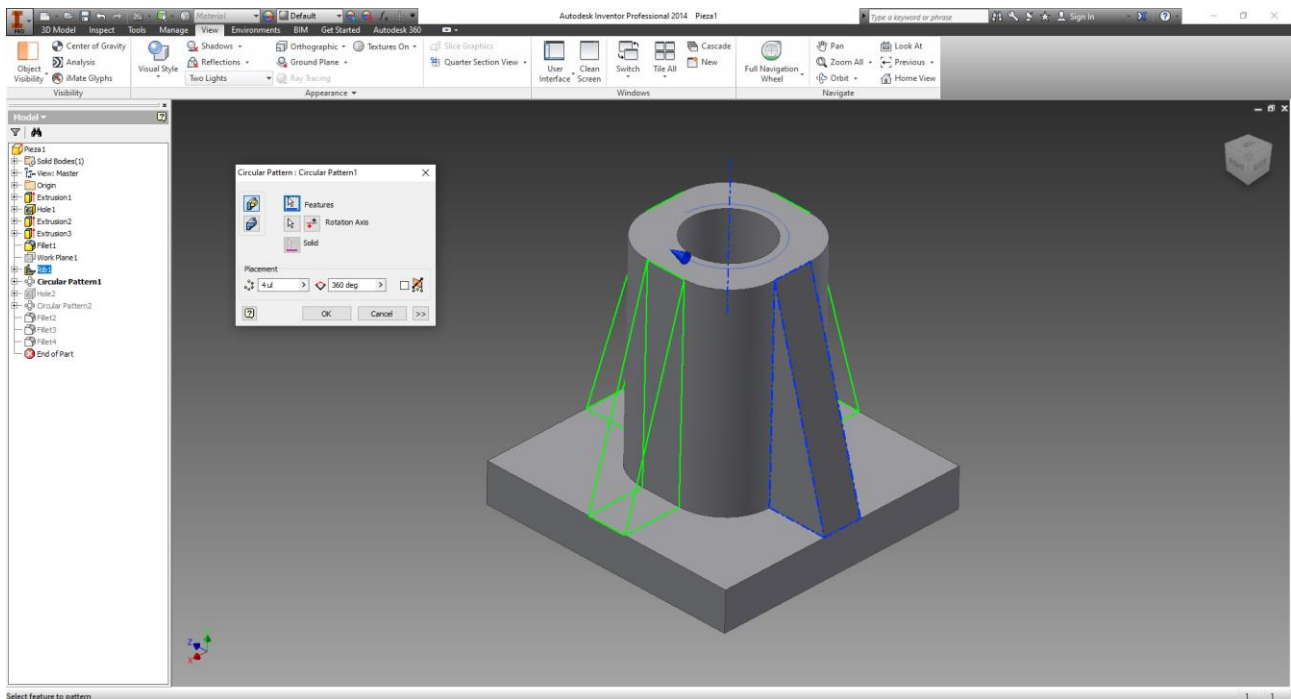 Material Default Autodesk Inventor Professional 2014 Pieza1 Type a keyword or phrase Sign In
PRO 3D Model Inspect Tools Manage View Environments BIM Get Started Autodesk 360
Object Visibility
Center of Gravity
Analysis
iMate Glyphs
Visibility
Visual Style
Shadows
Reflections
Two Lights
Orthographic
Ground Plane
Ray Tracing
Textures On
Appearance
Slice Graphics
Quarter Section View
User Interface
Clean Screen
Switch
Tile All
Cascade
New
Windows
Full Navigation Wheel
Pan
Zoom All
Orbit
Look At
Previous
Home View
Navigate
Model
Pieza1
Solid Bodies(1)
View: Master
Origin
Extrusion1
Hole1
Extrusion2
Extrusion3
Fillet1
Work Plane1
Rib1
Circular Pattern1
Hole2
Circular Pattern2
Fillet2
Fillet3
Fillet4
End of Part
Circular Pattern : Circular Pattern1
Features
Rotation Axis
Solid
Placement
4 ul > 360 deg >
OK Cancel >>
Z
X
Select feature to pattern
1 1